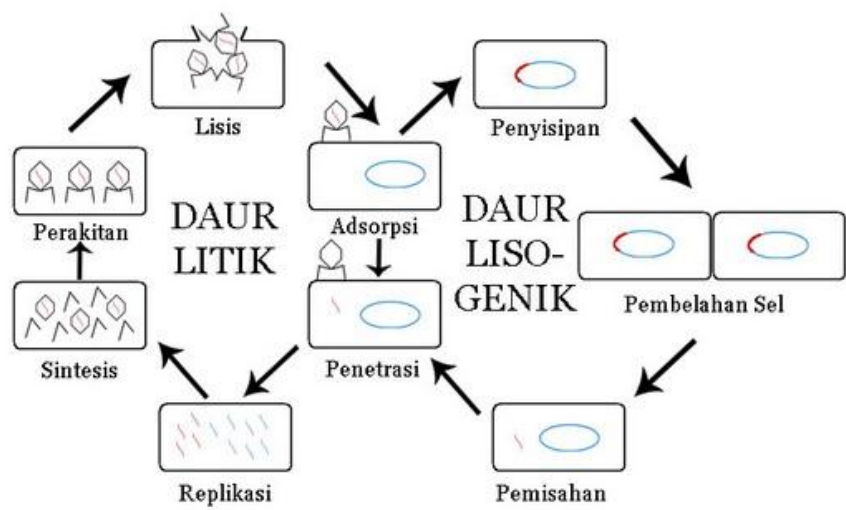 Lisis
Penyisipan
Perakitan
DAUR
LITIK
Adsorpsi
DAUR
LISO-
GENIK
Pembelahan Sel
Sintesis
Penetrasi
Replikasi
Pemisahan